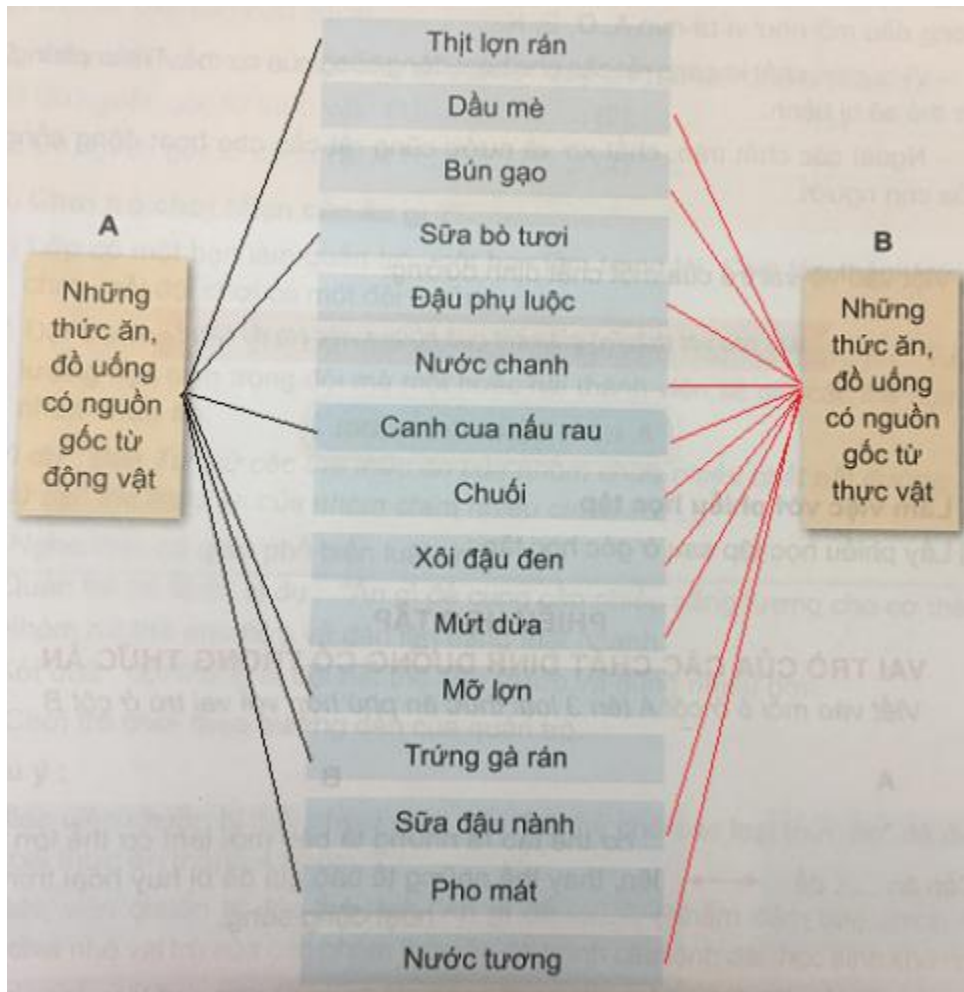 Thịt lợn rán
Dầu mè
Bún gạo
Sữa bò tươi
Đậu phụ luộc
Nước chanh
Canh cua nấu rau
Chuối
Xôi đậu đen
Mứt dừa
Mỡ lợn
Trứng gà rán
Sữa đậu nành
Pho mát
Nước tương
A
Những
thức ăn,
đồ uống
có nguồn
gốc từ
động vật
B
Những
thức ăn,
đồ uống
có nguồn
gốc từ
thực vật